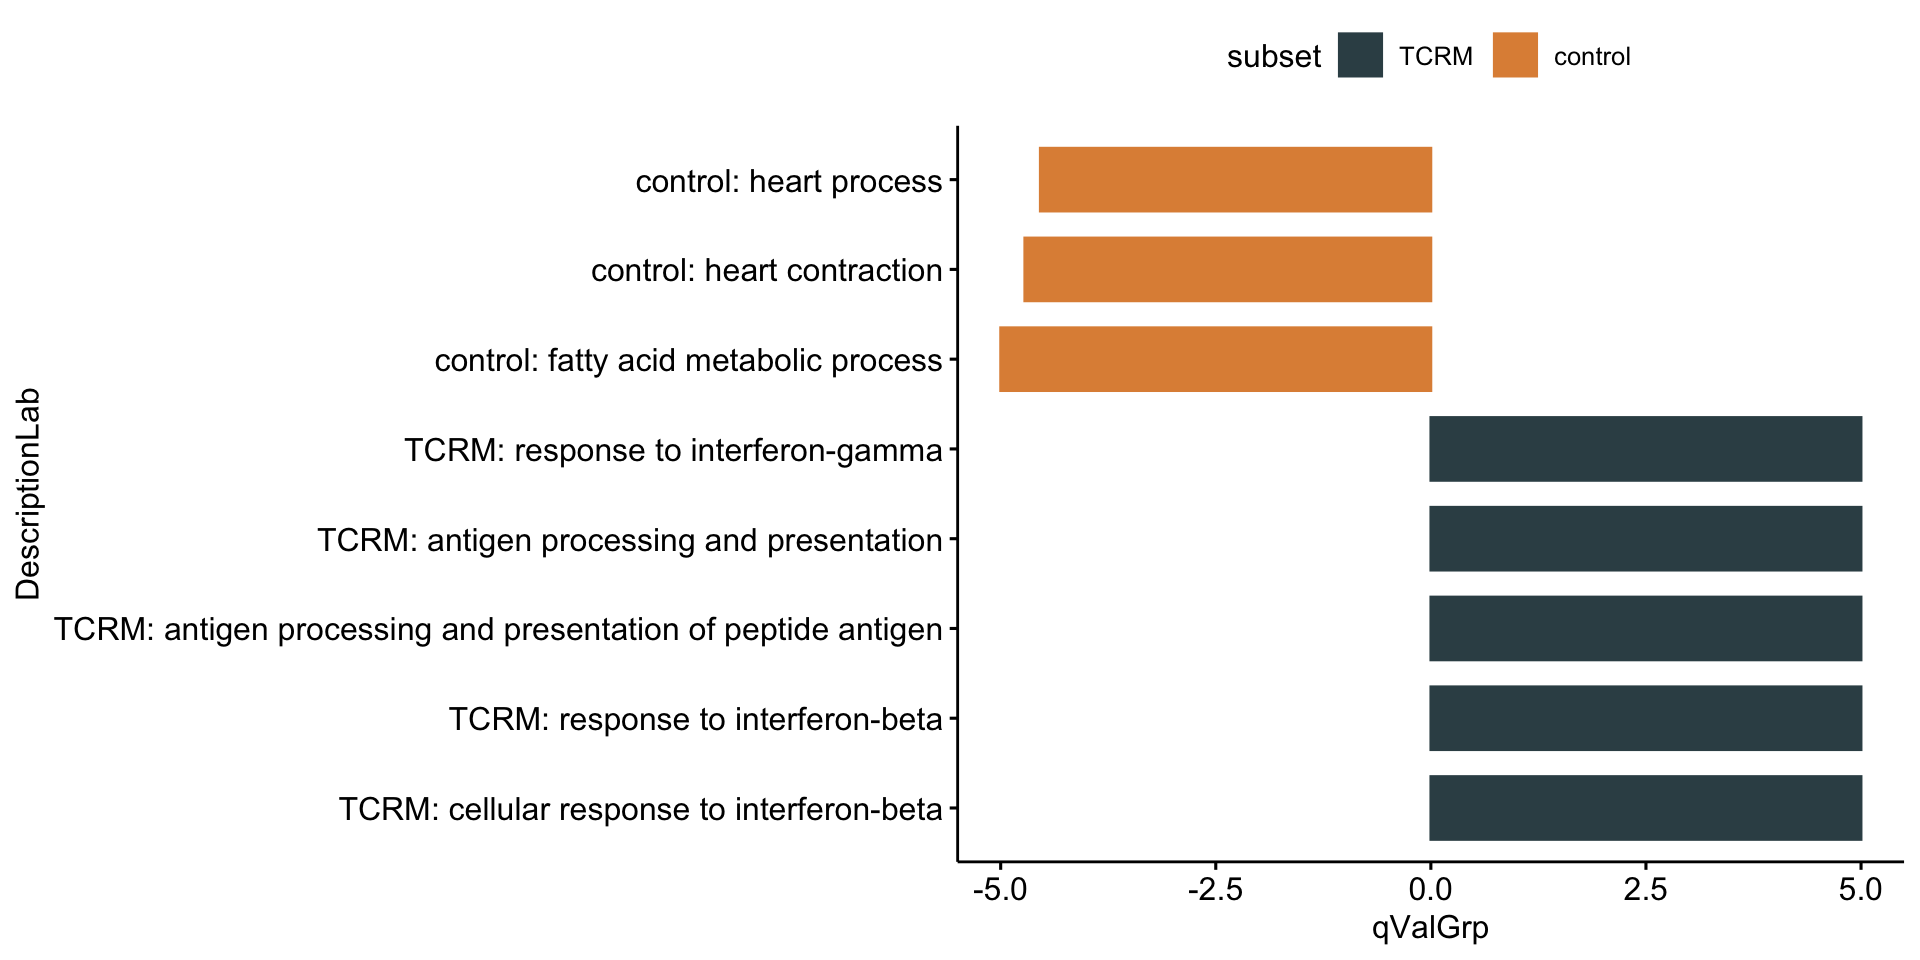 subset TCRM control
control: heart process
control: heart contraction
control: fatty acid metabolic process
TCRM: response to interferon-gamma
TCRM: antigen processing and presentation
TCRM: antigen processing and presentation of peptide antigen
TCRM: response to interferon-beta
TCRM: cellular response to interferon-beta
DescriptionLab
-5.0 -2.5 0.0 2.5 5.0
qValGrp